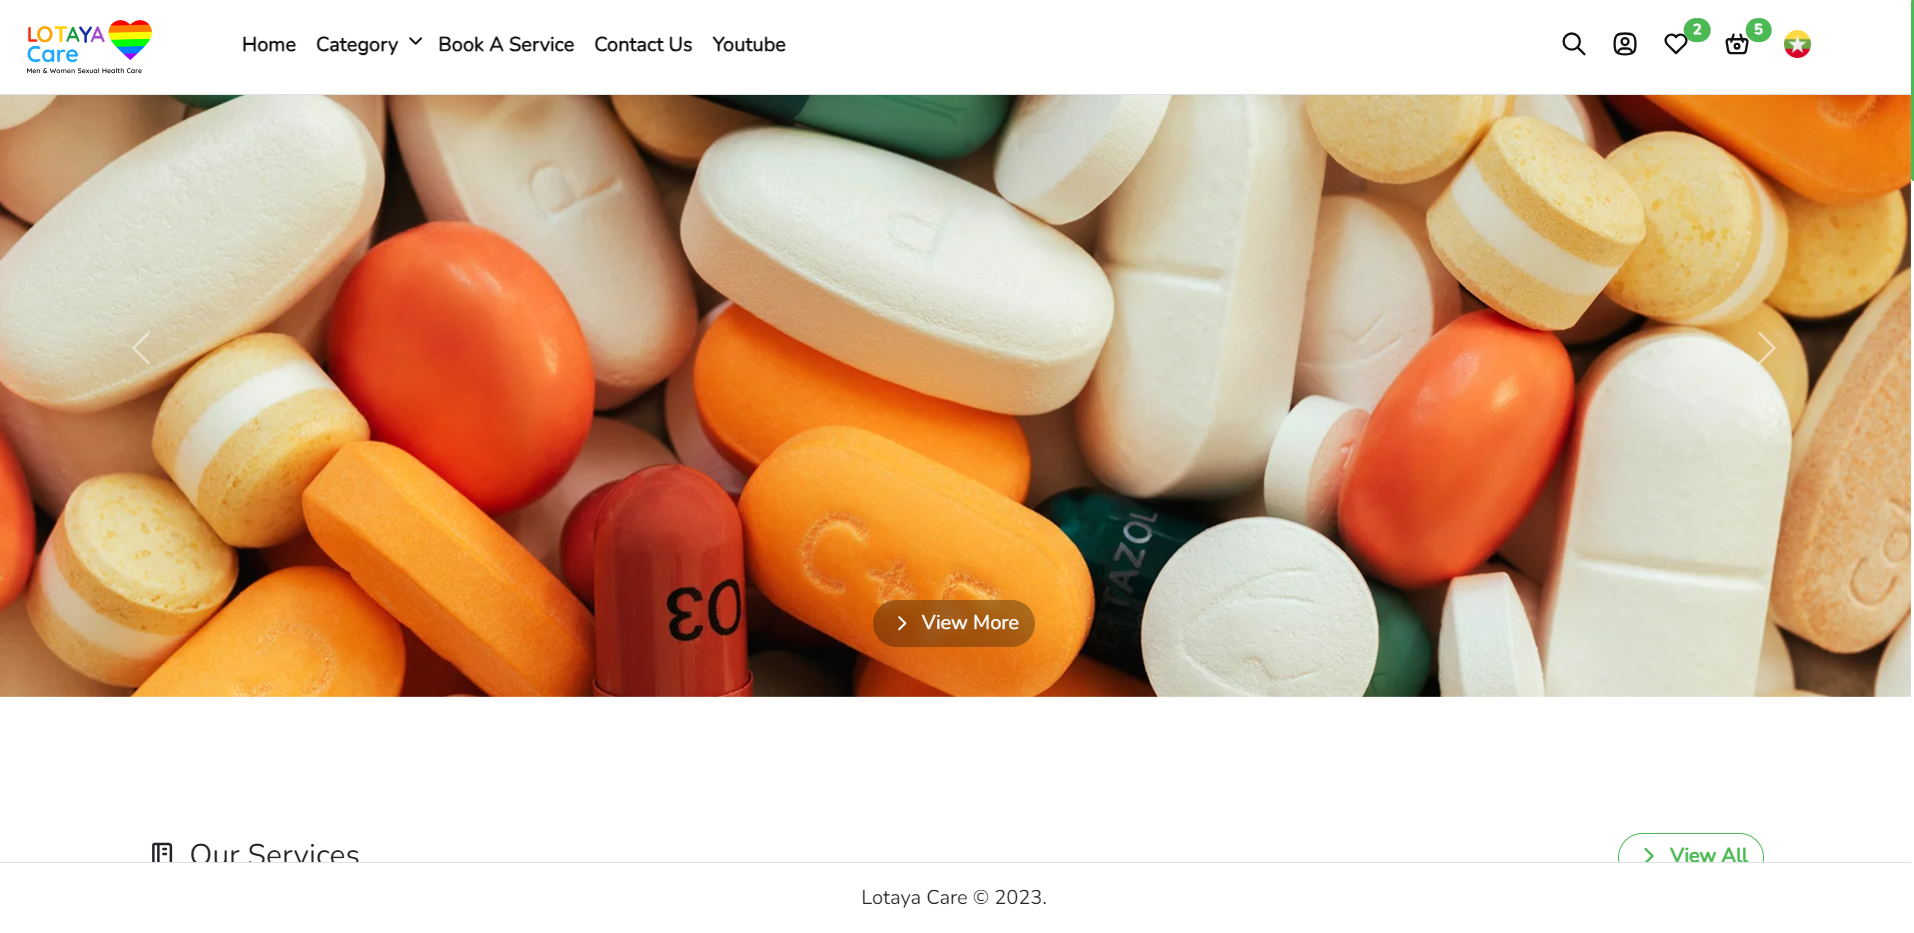 LOTAYA
Care
Men & Women Sexual Health Care
Home
Category
Book A Service
Contact Us
Youtube
2
5
03
View More
Our Services
View All
Lotaya Care © 2023.